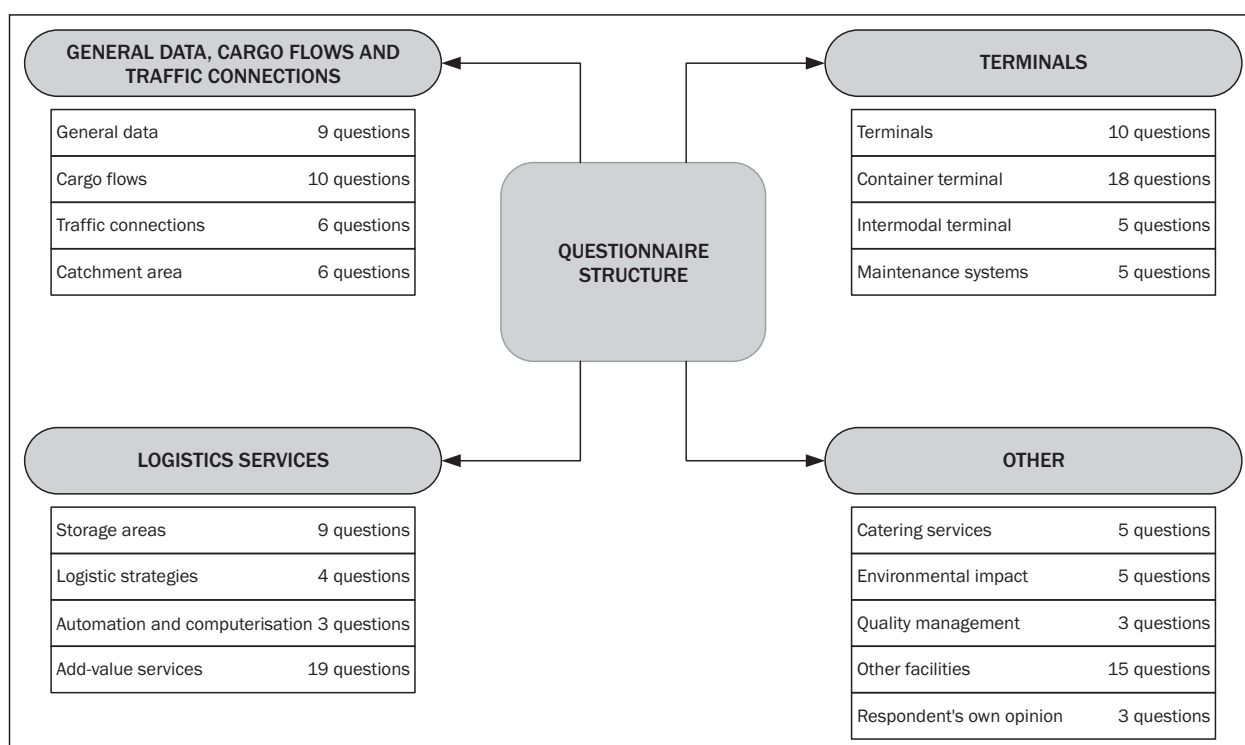 GENERAL DATA, CARGO FLOWS AND
TRAFFIC CONNECTIONS
General data 9 questions
Cargo flows 10 questions
Traffic connections 6 questions
Catchment area 6 questions
TERMINALS
Terminals 10 questions
Container terminal 18 questions
Intermodal terminal 5 questions
Maintenance systems 5 questions
QUESTIONNAIRE
STRUCTURE
LOGISTICS SERVICES
Storage areas 9 questions
Logistic strategies 4 questions
Automation and computerisation 3 questions
Add-value services 19 questions
OTHER
Catering services 5 questions
Environmental impact 5 questions
Quality management 3 questions
Other facilities 15 questions
Respondent's own opinion 3 questions